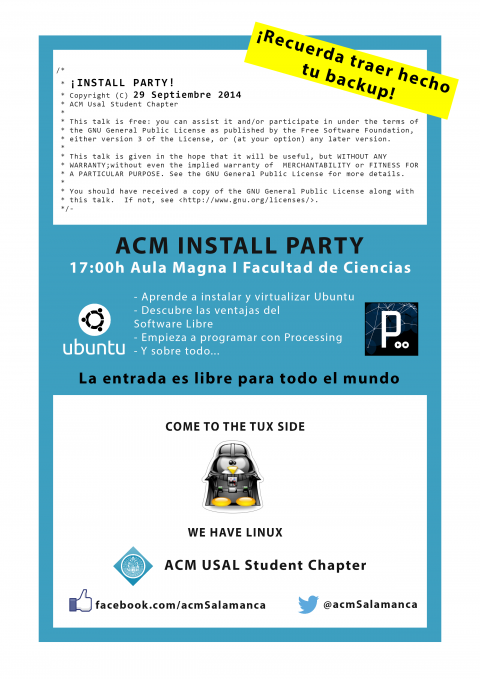 ¡Recuerda traer hecho
tu backup!
/*
* ¡INSTALL PARTY!
* Copyright (C) 29 Septiembre 2014
* ACM Usal Student Chapter
*
* This talk is free: you can assist it and/or participate in under the terms of
* the GNU General Public License as published by the Free Software Foundation,
* either version 3 of the License, or (at your option) any later version.
*
* This talk is given in the hope that it will be useful, but WITHOUT ANY
* WARRANTY;without even the implied warranty of MERCHANTABILITY or FITNESS FOR
* A PARTICULAR PURPOSE. See the GNU General Public License for more details.
*
* You should have received a copy of the GNU General Public License along with
* this talk. If not, see <http://www.gnu.org/licenses/>.
*/-
ACM INSTALL PARTY
17:00h Aula Magna I Facultad de Ciencias
- Aprende a instalar y virtualizar Ubuntu
- Descubre las ventajas del
Software Libre
- Empieza a programar con Processing
- Y sobre todo...
ubuntu
P
La entrada es libre para todo el mundo
COME TO THE TUX SIDE
WE HAVE LINUX
ACM USAL Student Chapter
facebook.com/acmSalamanca
@acmSalamanca